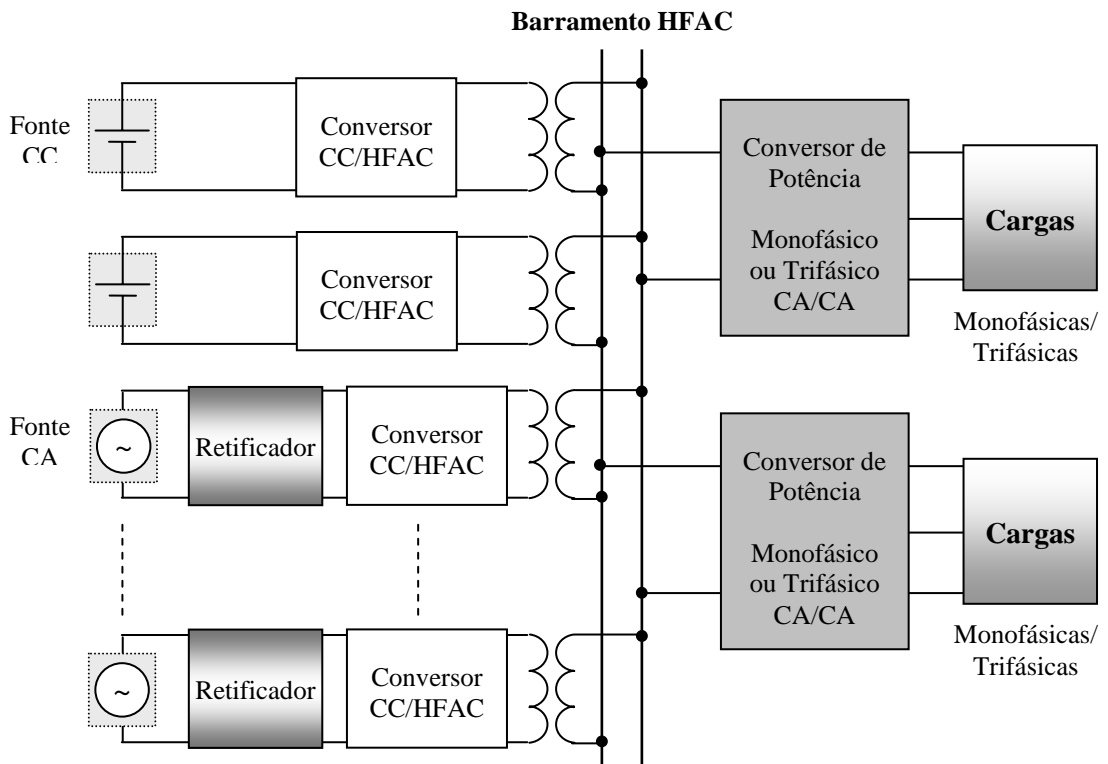 Barramento HFAC
Fonte
CC
Conversor
CC/HFAC
Conversor de
Potência
Monofásico
ou Trifásico
CA/CA
Cargas
Monofásicas/
Trifásicas
Conversor
CC/HFAC
Fonte
CA
~
Retificador
Conversor
CC/HFAC
Conversor de
Potência
Monofásico
ou Trifásico
CA/CA
Cargas
Monofásicas/
Trifásicas
~
Retificador
Conversor
CC/HFAC